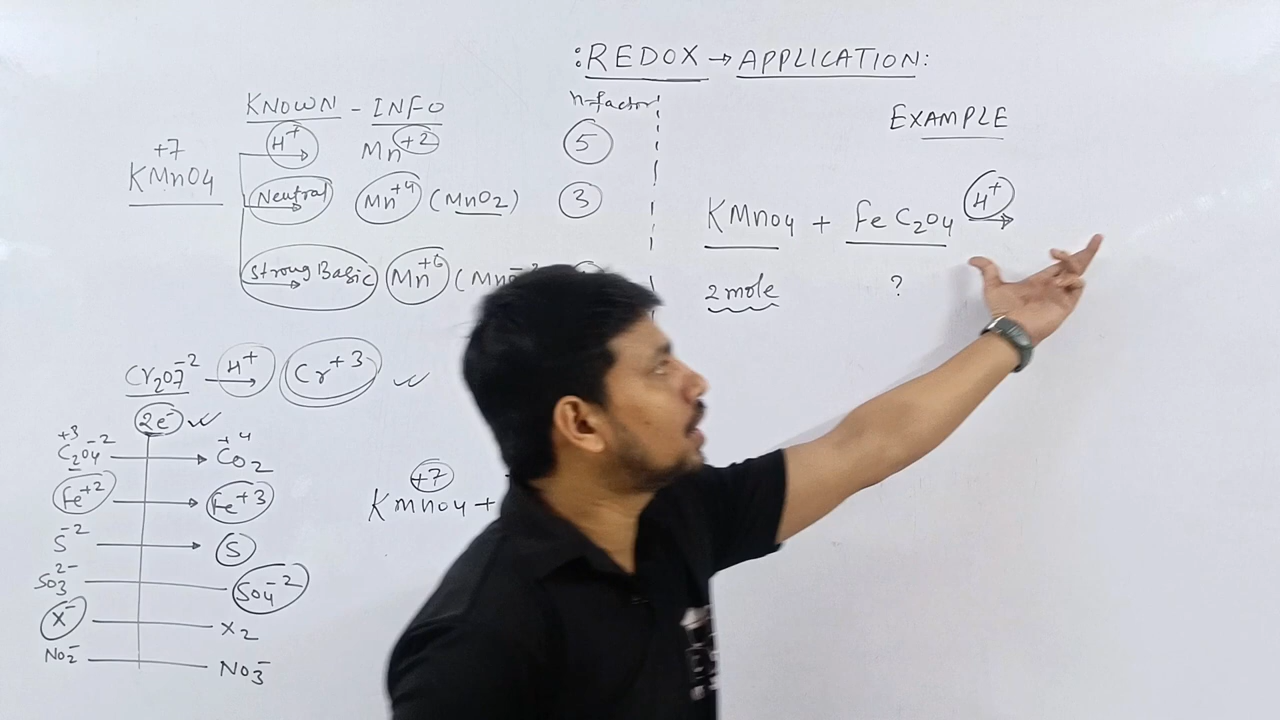 :REDOX → APPLICATION:
KNOWN - INFO
n-factor
EXAMPLE
+7
KMnO4
H+
Mn+2
5
Neutral
Mn+4 (MnO2)
3
Strong Basic
Mn+6
KMnO4 + FeC2O4 H+ →
2 mole ?
Cr2O7-2 H+ → Cr+3 ✓
2e- ✓
+3 +4
C2O4-2 → CO2
Fe+2 → Fe+3
S-2 → S
SO32- SO4-2
X- X2
NO2- NO3-
+7
KMnO4 +